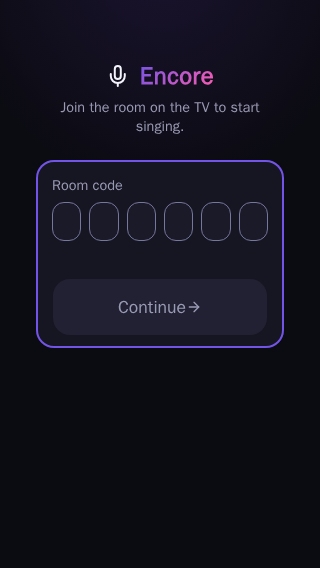 Encore
Join the room on the TV to start
singing.
Room code
Continue→